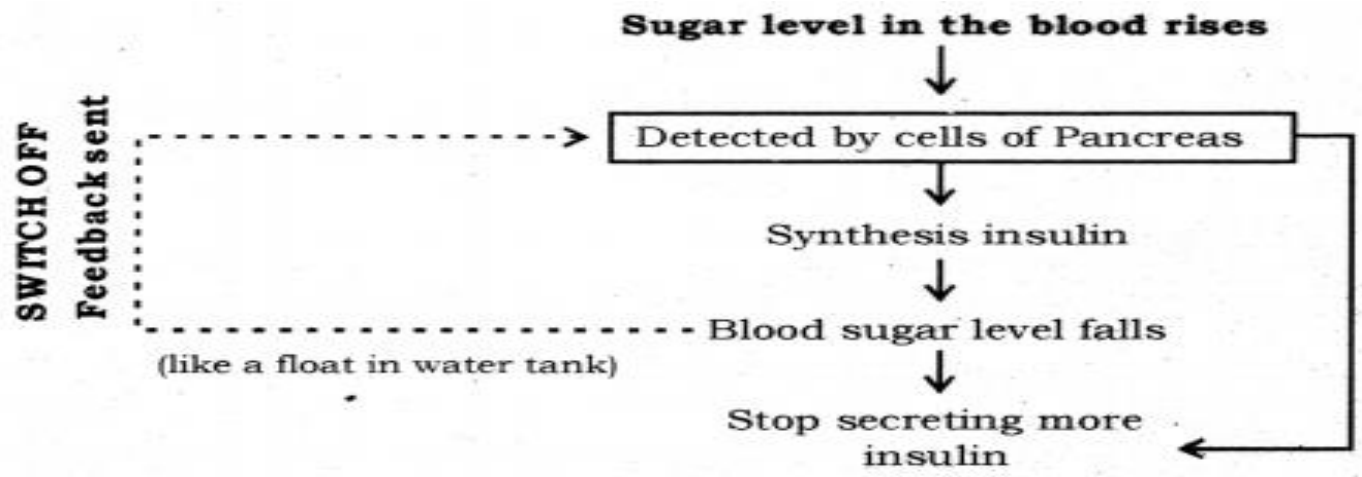 Sugar level in the blood rises
SWITCH OFF
Feedback sent
Detected by cells of Pancreas
Synthesis insulin
Blood sugar level falls
(like a float in water tank)
Stop secreting more
insulin